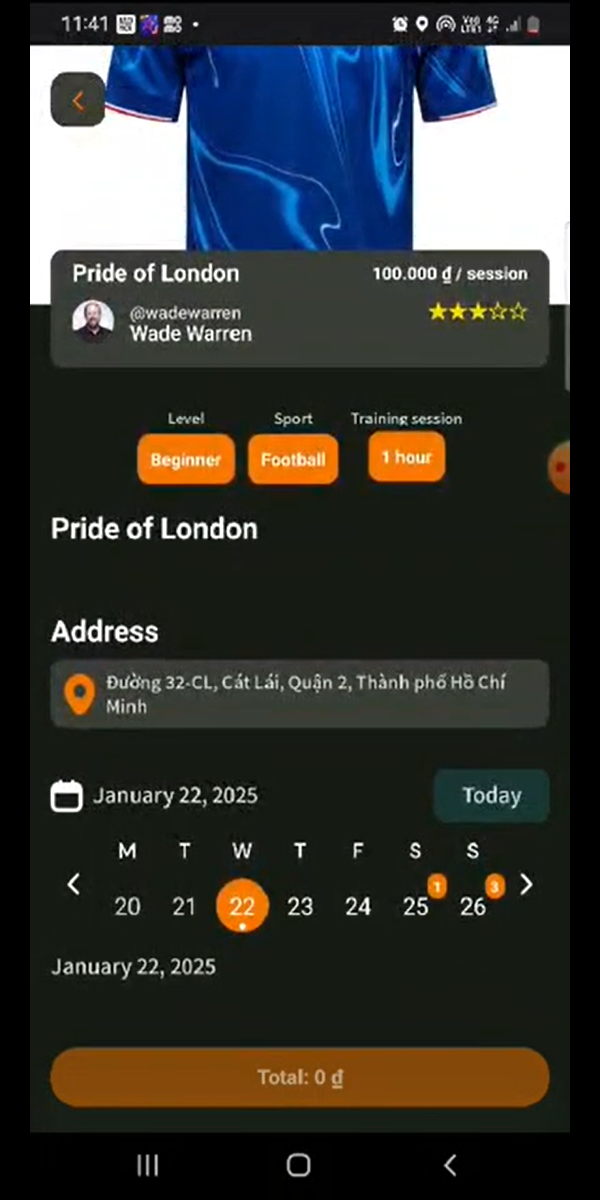 11:41
Pride of London
100.000 ₫ / session
@wadewarren
Wade Warren
Level
Sport
Training session
Beginner
Football
1 hour
Pride of London
Address
Đường 32-CL, Cát Lái, Quận 2, Thành phố Hồ Chí
Minh
January 22, 2025
Today
M T W T F S S
1 3
20 21 22 23 24 25 26
January 22, 2025
Total: 0 ₫